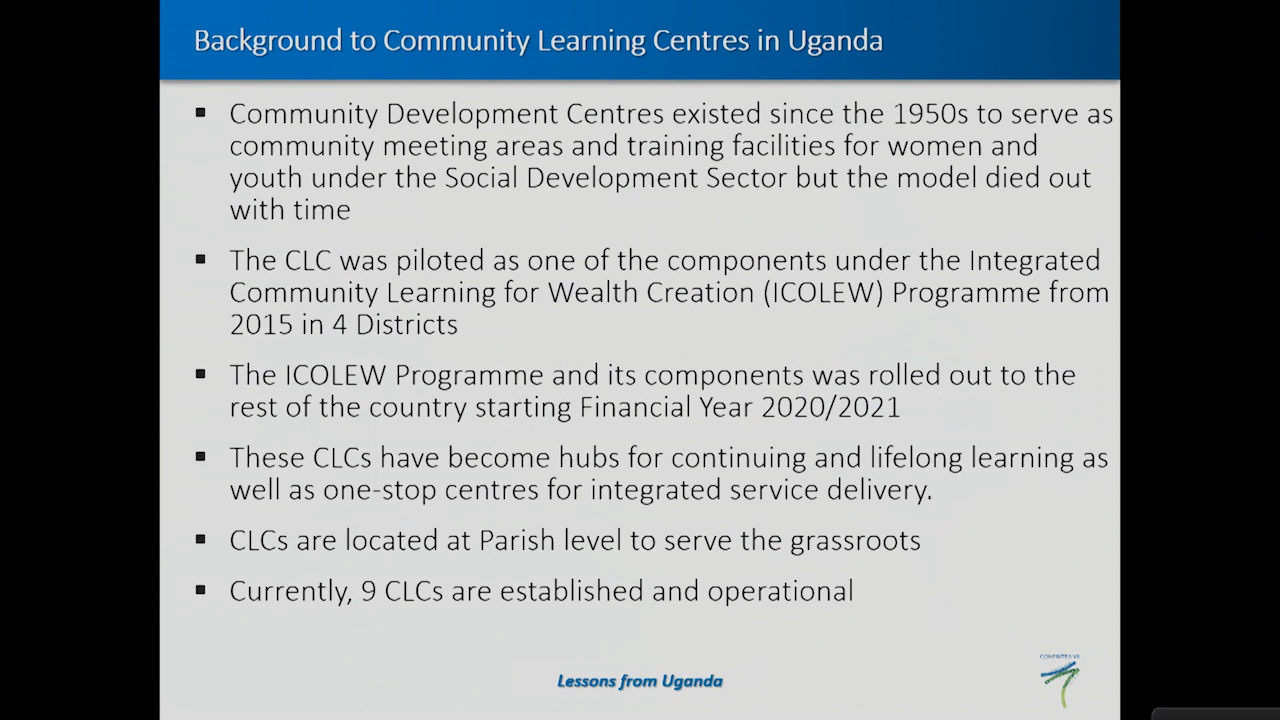 Background to Community Learning Centres in Uganda
▪ Community Development Centres existed since the 1950s to serve as
community meeting areas and training facilities for women and
youth under the Social Development Sector but the model died out
with time
▪ The CLC was piloted as one of the components under the Integrated
Community Learning for Wealth Creation (ICOLEW) Programme from
2015 in 4 Districts
▪ The ICOLEW Programme and its components was rolled out to the
rest of the country starting Financial Year 2020/2021
▪ These CLCs have become hubs for continuing and lifelong learning as
well as one-stop centres for integrated service delivery.
▪ CLCs are located at Parish level to serve the grassroots
▪ Currently, 9 CLCs are established and operational
CONFINTEA VII
Lessons from Uganda